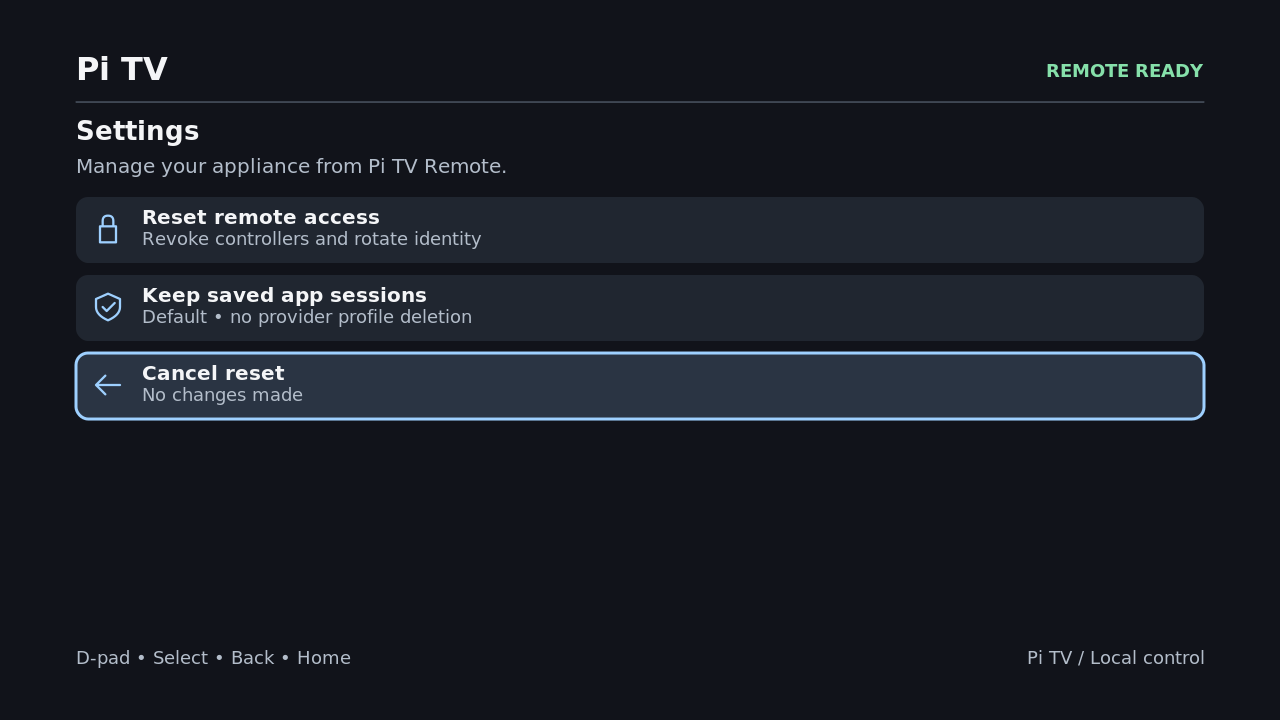 Pi TV
REMOTE READY
Settings
Manage your appliance from Pi TV Remote.
Reset remote access
Revoke controllers and rotate identity
Keep saved app sessions
Default • no provider profile deletion
Cancel reset
No changes made
D-pad • Select • Back • Home
Pi TV / Local control